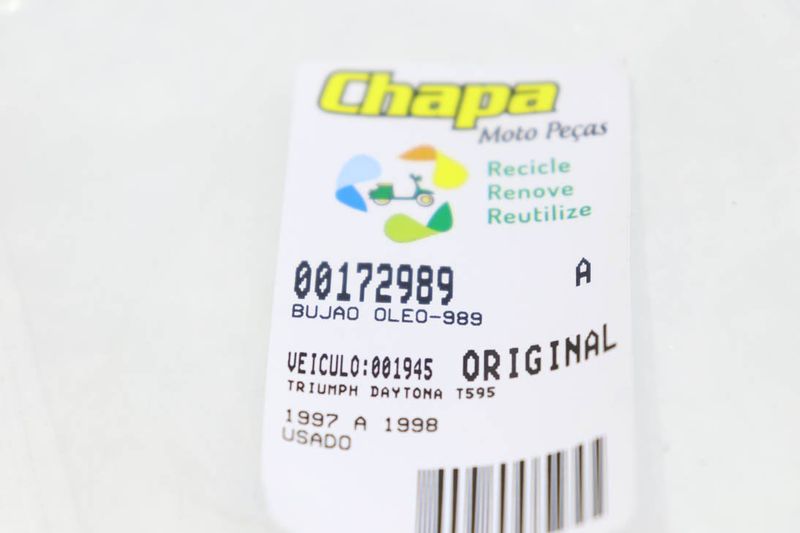 Chapa
Moto Peças
Recicle
Renove
Reutilize
00172989 A
BUJAO OLEO-989
VEICULO:001945 ORIGINAL
TRIUMPH DAYTONA T595
1997 A 1998
USADO